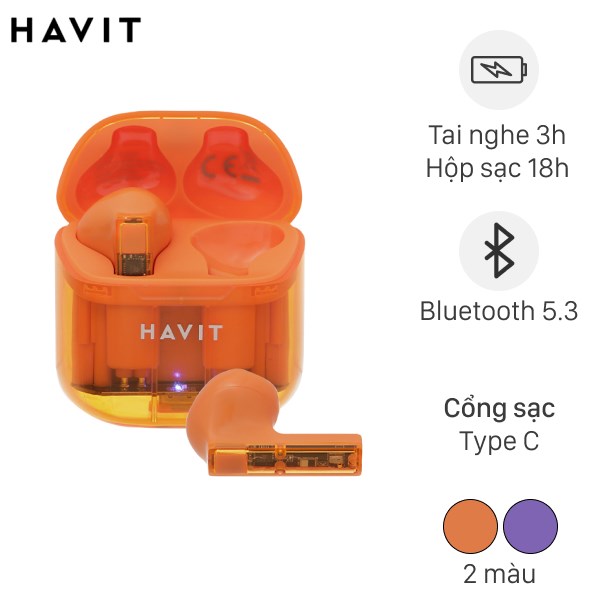 HAVIT
Tai nghe 3h
Hộp sạc 18h
Bluetooth 5.3
HAVIT
Cổng sạc
Type C
2 màu